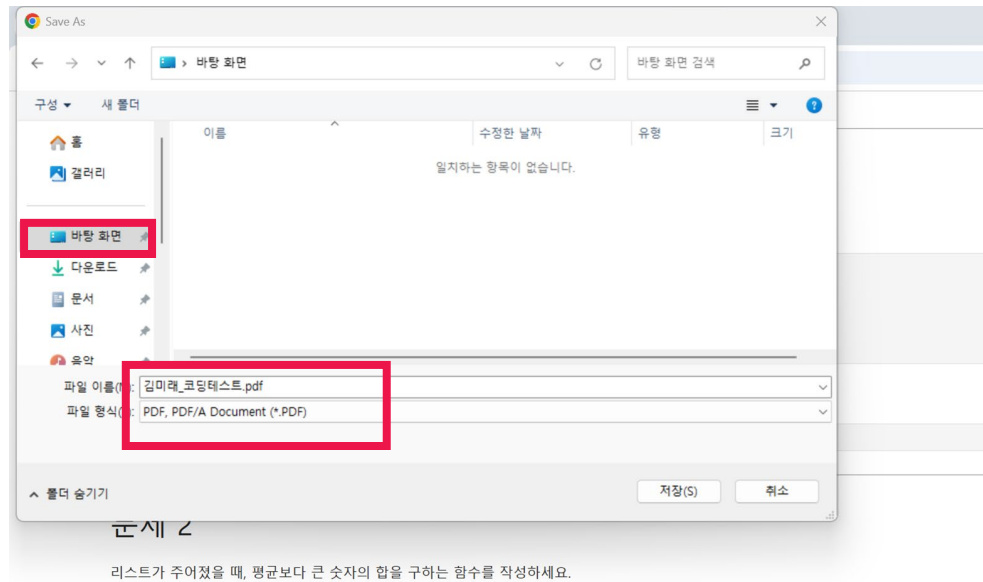 Save As
바탕 화면
바탕 화면 검색
구성 새 폴더
이름 수정한 날짜 유형 크기
일치하는 항목이 없습니다.
홈
갤러리
바탕 화면
다운로드
문서
사진
음악
파일 이름(N): 김미래_코딩테스트.pdf
파일 형식 PDF, PDF/A Document (*.PDF)
폴더 숨기기
저장(S) 취소
문제 2
리스트가 주어졌을 때, 평균보다 큰 숫자의 합을 구하는 함수를 작성하세요.